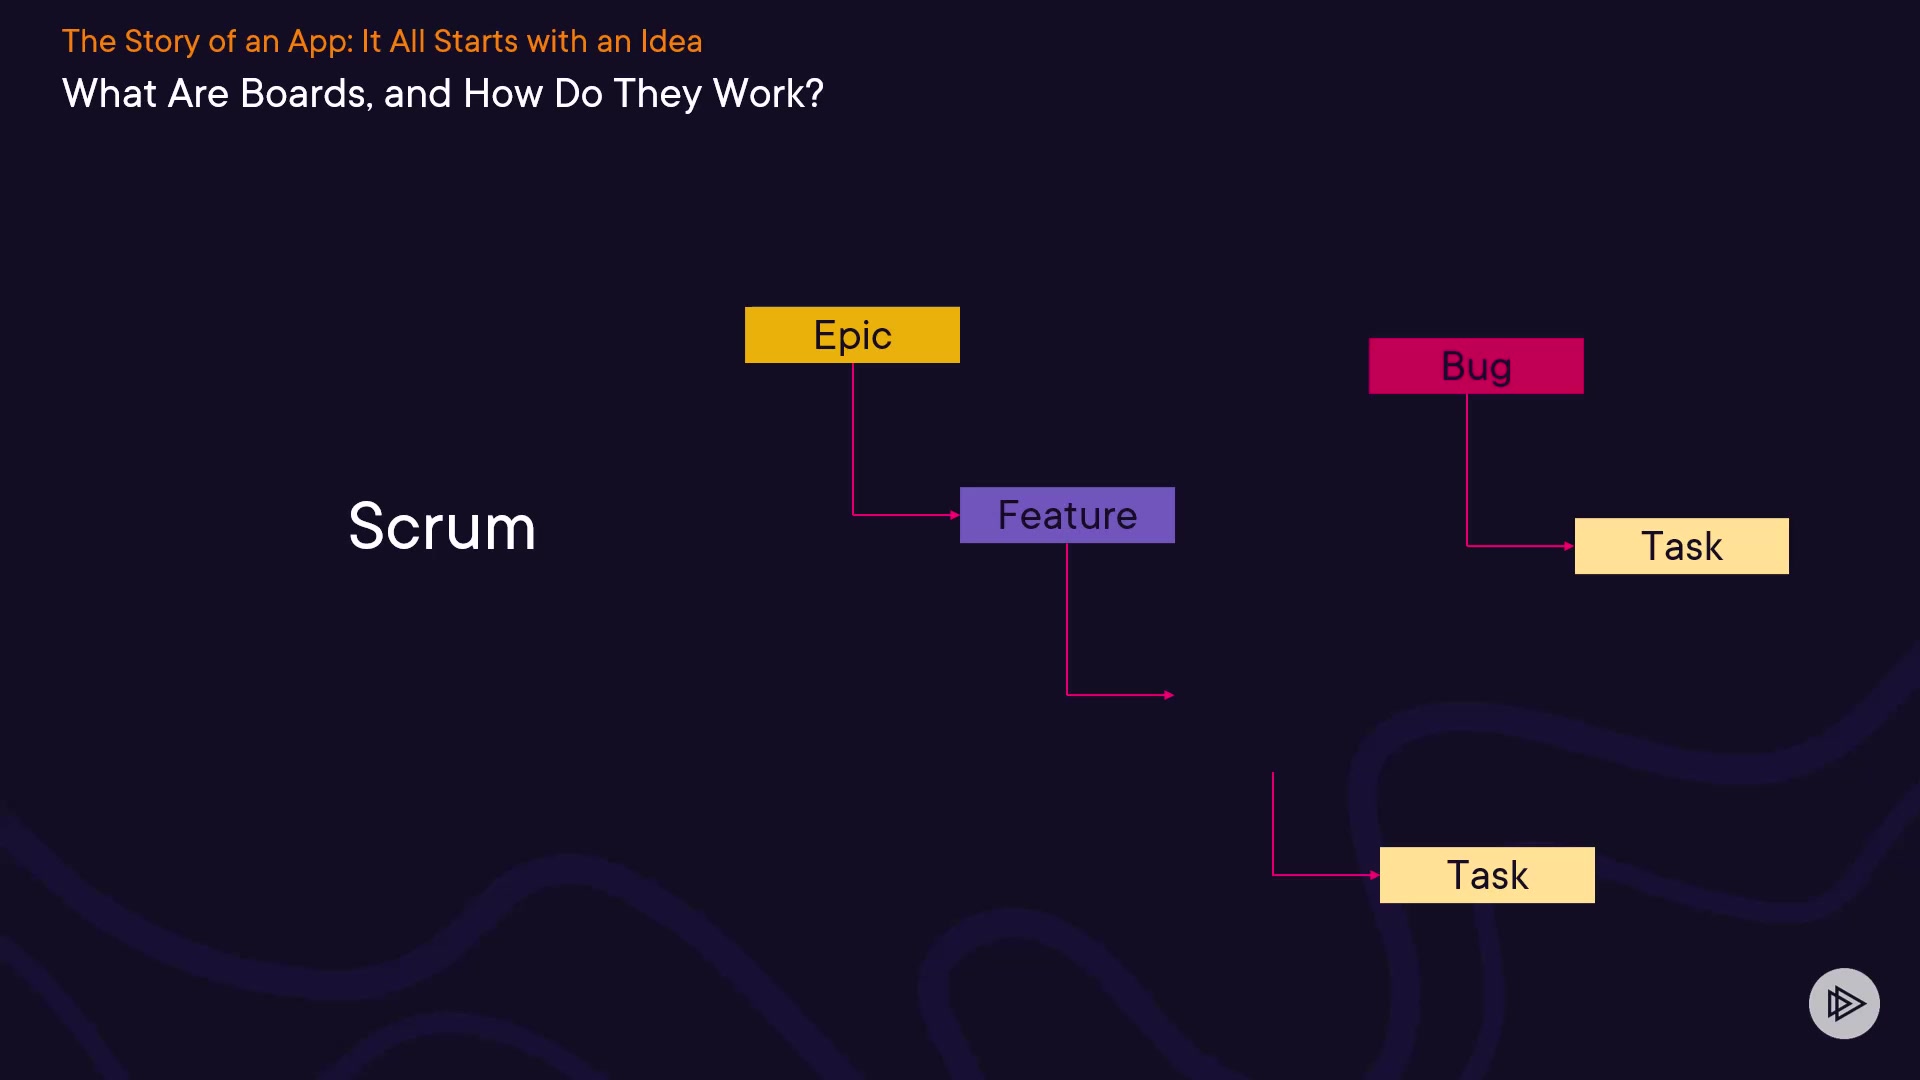 The Story of an App: It All Starts with an Idea
What Are Boards, and How Do They Work?
Epic
Bug
Scrum
Feature
Task
Task